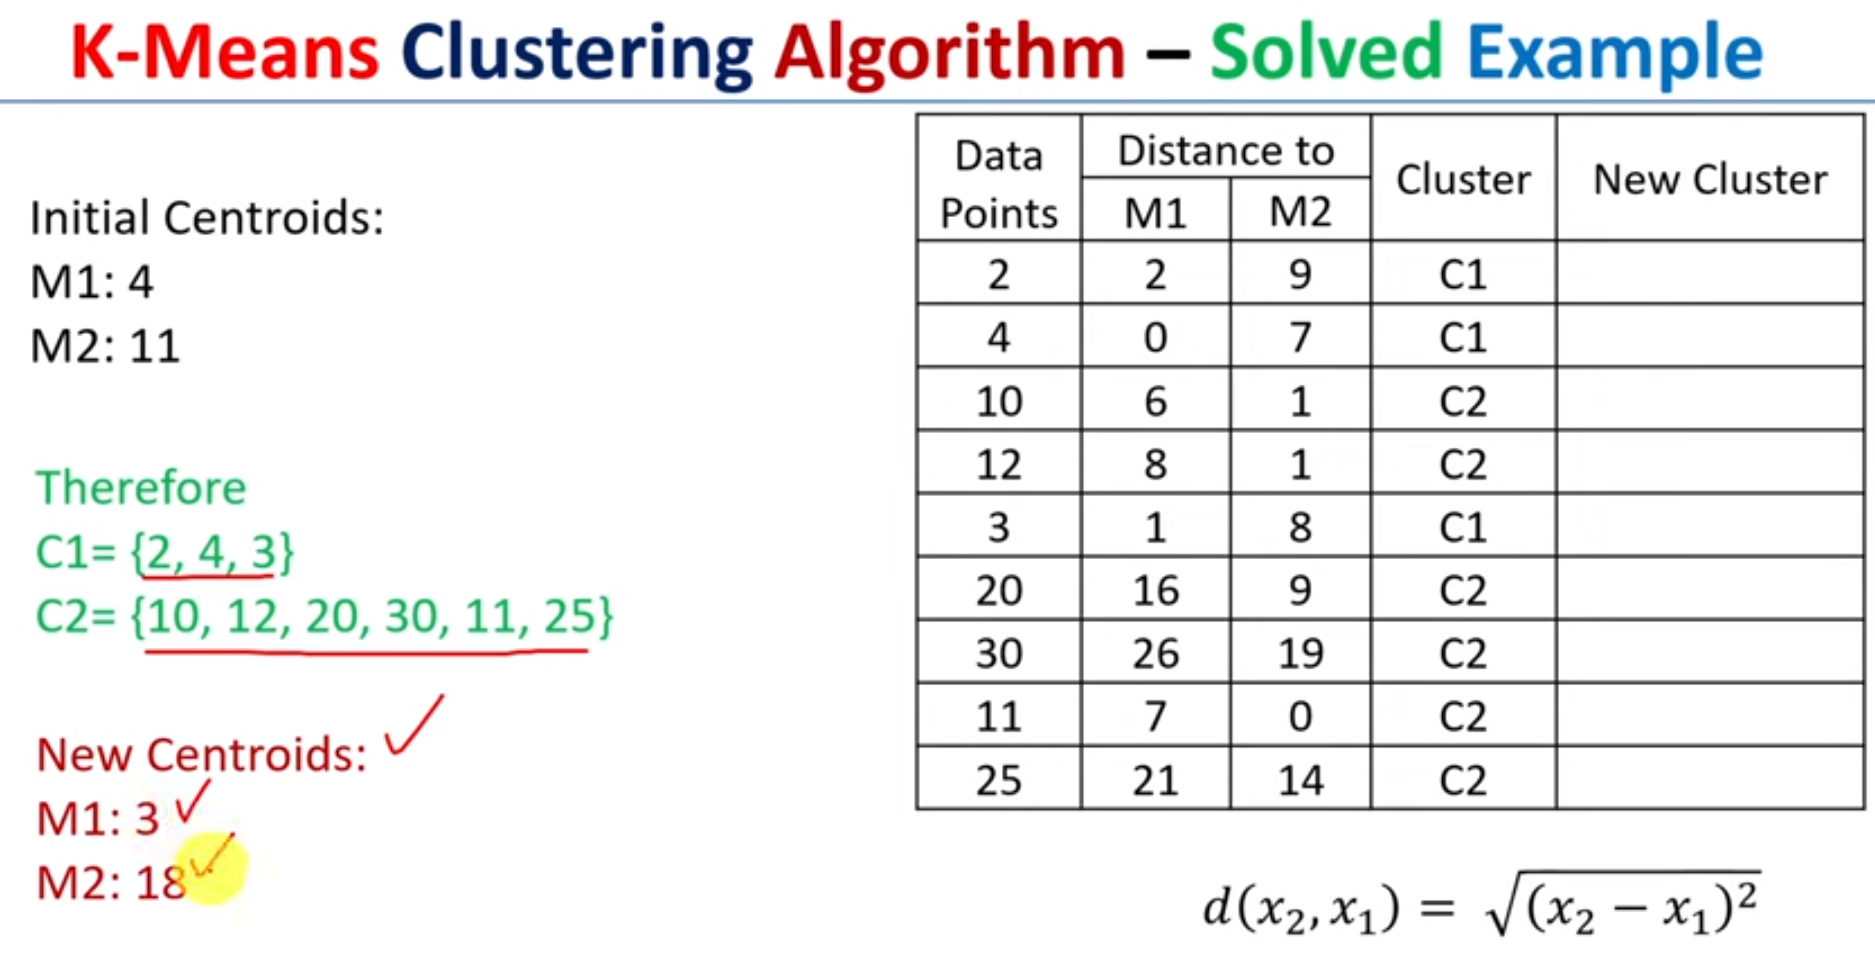 K-Means Clustering Algorithm – Solved Example
Initial Centroids:
M1: 4
M2: 11
Therefore
C1= {2, 4, 3}
C2= {10, 12, 20, 30, 11, 25}
New Centroids:
M1: 3
M2: 18
Data Points Distance to Cluster New Cluster
M1 M2
2 2 9 C1
4 0 7 C1
10 6 1 C2
12 8 1 C2
3 1 8 C1
20 16 9 C2
30 26 19 C2
11 7 0 C2
25 21 14 C2
d(x₂, x₁) = √(x₂ − x₁)²